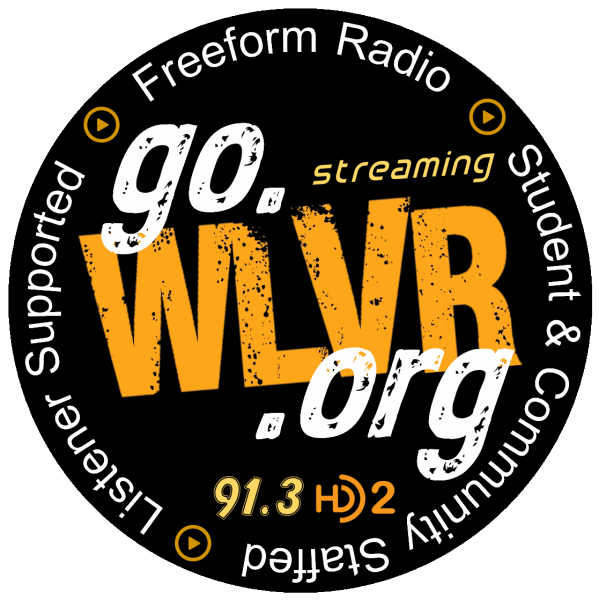 Freeform Radio
Student & Community Staffed
Listener Supported
go.
streaming
WLVR
.org
91.3 HD2